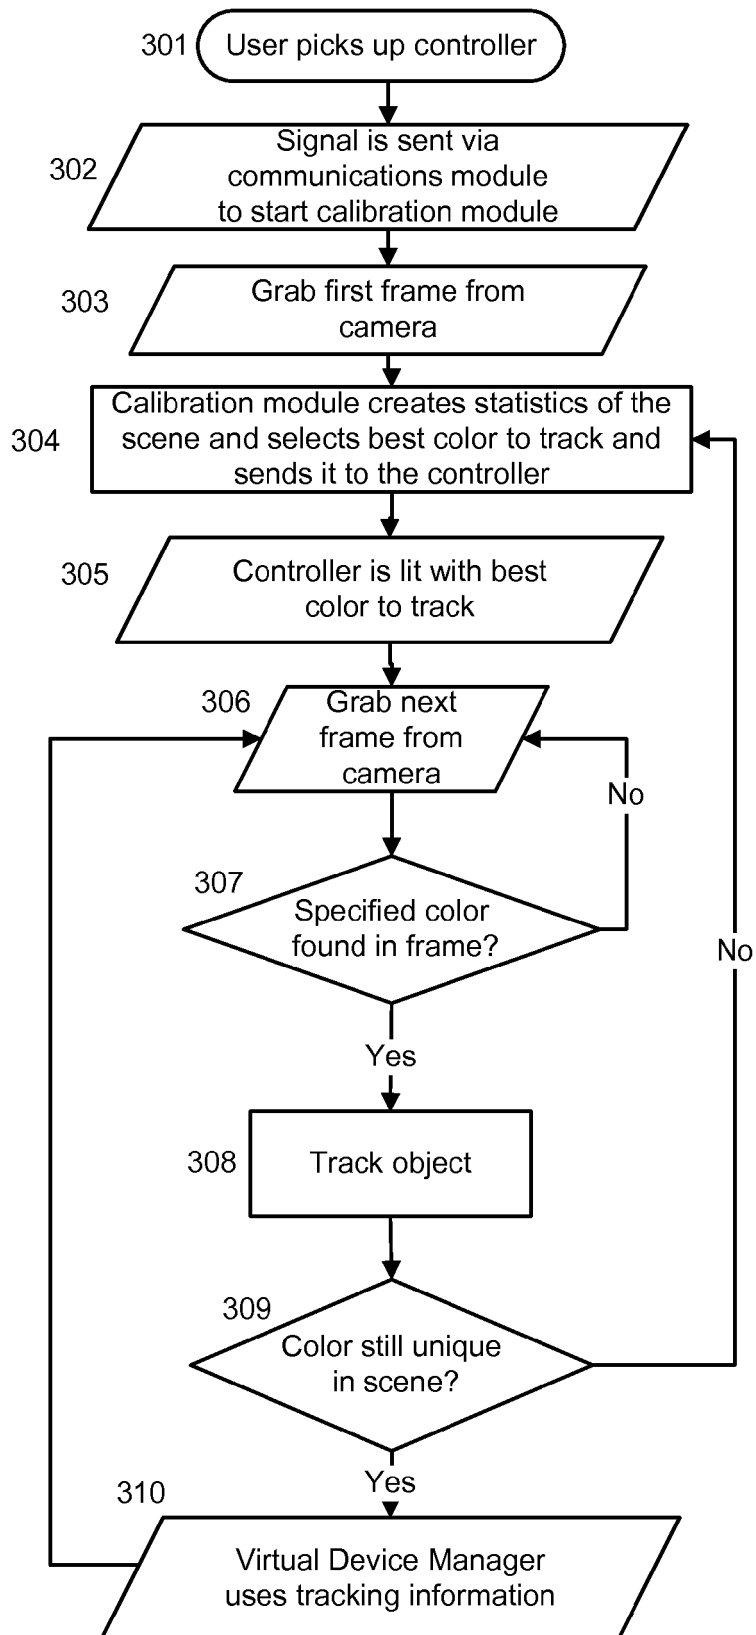 301
User picks up controller
302
Signal is sent via
communications module
to start calibration module
303
Grab first frame from
camera
304
Calibration module creates statistics of the
scene and selects best color to track and
sends it to the controller
305
Controller is lit with best
color to track
306
Grab next
frame from
camera
No
307
Specified color
found in frame?
No
Yes
308
Track object
309
Color still unique
in scene?
Yes
310
Virtual Device Manager
uses tracking information